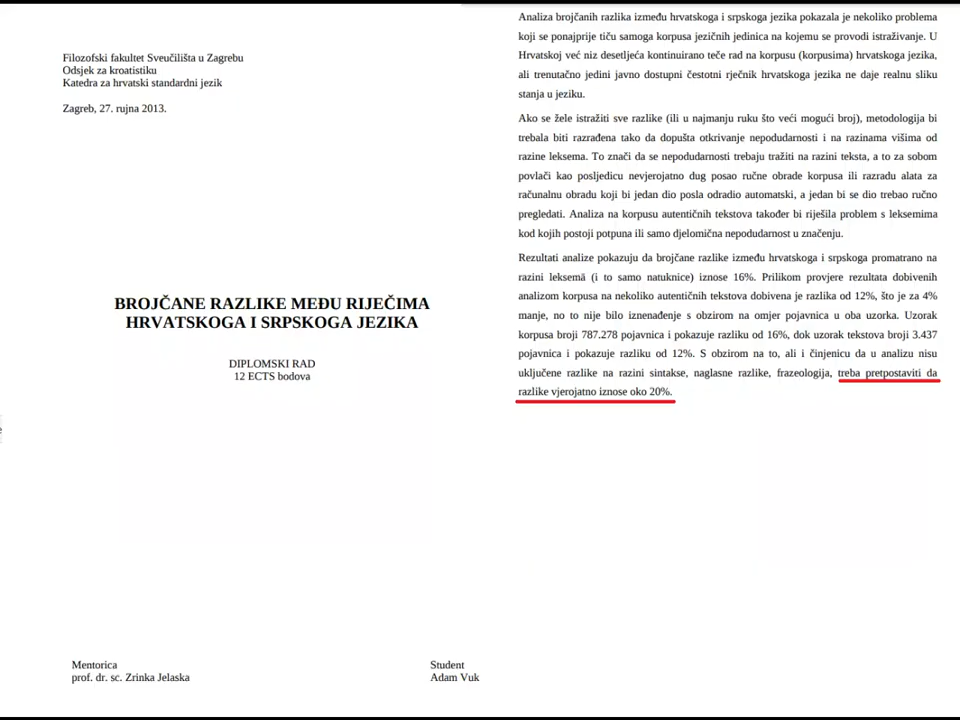 Filozofski fakultet Sveučilišta u Zagrebu
Odsjek za kroatistiku
Katedra za hrvatski standardni jezik
Zagreb, 27. rujna 2013.
BROJČANE RAZLIKE MEĐU RIJEČIMA
HRVATSKOGA I SRPSKOGA JEZIKA
DIPLOMSKI RAD
12 ECTS bodova
Mentorica
prof. dr. sc. Zrinka Jelaska
Student
Adam Vuk
Analiza brojčanih razlika između hrvatskoga i srpskoga jezika pokazala je nekoliko problema
koji se ponajprije tiču samoga korpusa jezičnih jedinica na kojemu se provodi istraživanje. U
Hrvatskoj već niz desetljeća kontinuirano teče rad na korpusu (korpusima) hrvatskoga jezika,
ali trenutačno jedini javno dostupni čestotni rječnik hrvatskoga jezika ne daje realnu sliku
stanja u jeziku.
Ako se žele istražiti sve razlike (ili u najmanju ruku što veći mogući broj), metodologija bi
trebala biti razrađena tako da dopušta otkrivanje nepodudarnosti i na razinama višima od
razine leksema. To znači da se nepodudarnosti trebaju tražiti na razini teksta, a to za sobom
povlači kao posljedicu nevjerojatno dug posao ručne obrade korpusa ili razradu alata za
računalnu obradu koji bi jedan dio posla odradio automatski, a jedan bi se dio trebao ručno
pregledati. Analiza na korpusu autentičnih tekstova također bi riješila problem s leksemima
kod kojih postoji potpuna ili samo djelomična nepodudarnost u značenju.
Rezultati analize pokazuju da brojčane razlike između hrvatskoga i srpskoga promatrano na
razini leksemā (i to samo natuknice) iznose 16%. Prilikom provjere rezultata dobivenih
analizom korpusa na nekoliko autentičnih tekstova dobivena je razlika od 12%, što je za 4%
manje, no to nije bilo iznenađenje s obzirom na omjer pojavnica u oba uzorka. Uzorak
korpusa broji 787.278 pojavnica i pokazuje razliku od 16%, dok uzorak tekstova broji 3.437
pojavnica i pokazuje razliku od 12%. S obzirom na to, ali i činjenicu da u analizu nisu
uključene razlike na razini sintakse, naglasne razlike, frazeologija, treba pretpostaviti da
razlike vjerojatno iznose oko 20%.